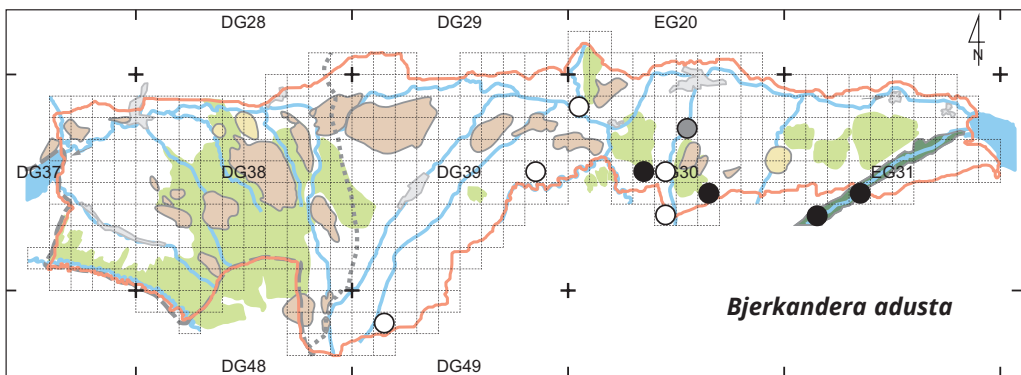 DG28 DG29 EG20
N
DG37 DG38 DG39 EG31
Bjerkandera adusta
DG48 DG49